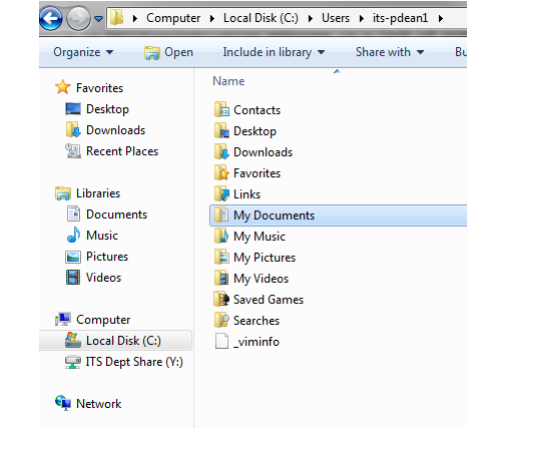 Computer Local Disk (C:) Users its-pdean1
Organize Open Include in library Share with Bu
Favorites
Desktop
Downloads
Recent Places
Libraries
Documents
Music
Pictures
Videos
Computer
Local Disk (C:)
ITS Dept Share (Y:)
Network
Name
Contacts
Desktop
Downloads
Favorites
Links
My Documents
My Music
My Pictures
My Videos
Saved Games
Searches
_viminfo